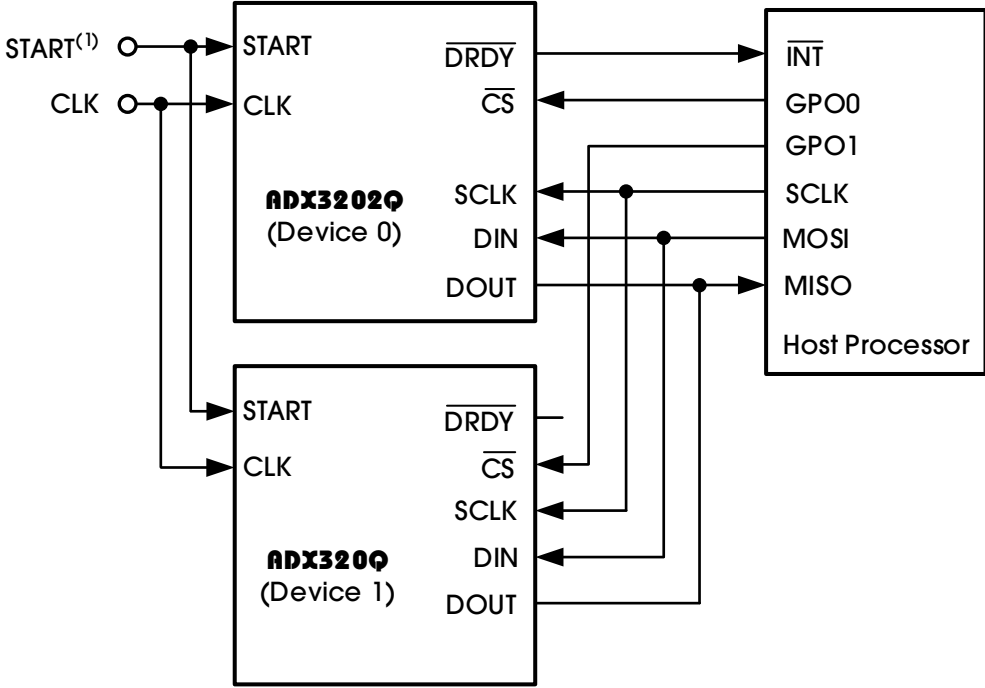 START(1)
CLK
START
CLK
DRDY
CS
SCLK
DIN
DOUT
ADX3202Q
(Device 0)
INT
GPO0
GPO1
SCLK
MOSI
MISO
Host Processor
START
CLK
DRDY
CS
SCLK
DIN
DOUT
ADX320Q
(Device 1)